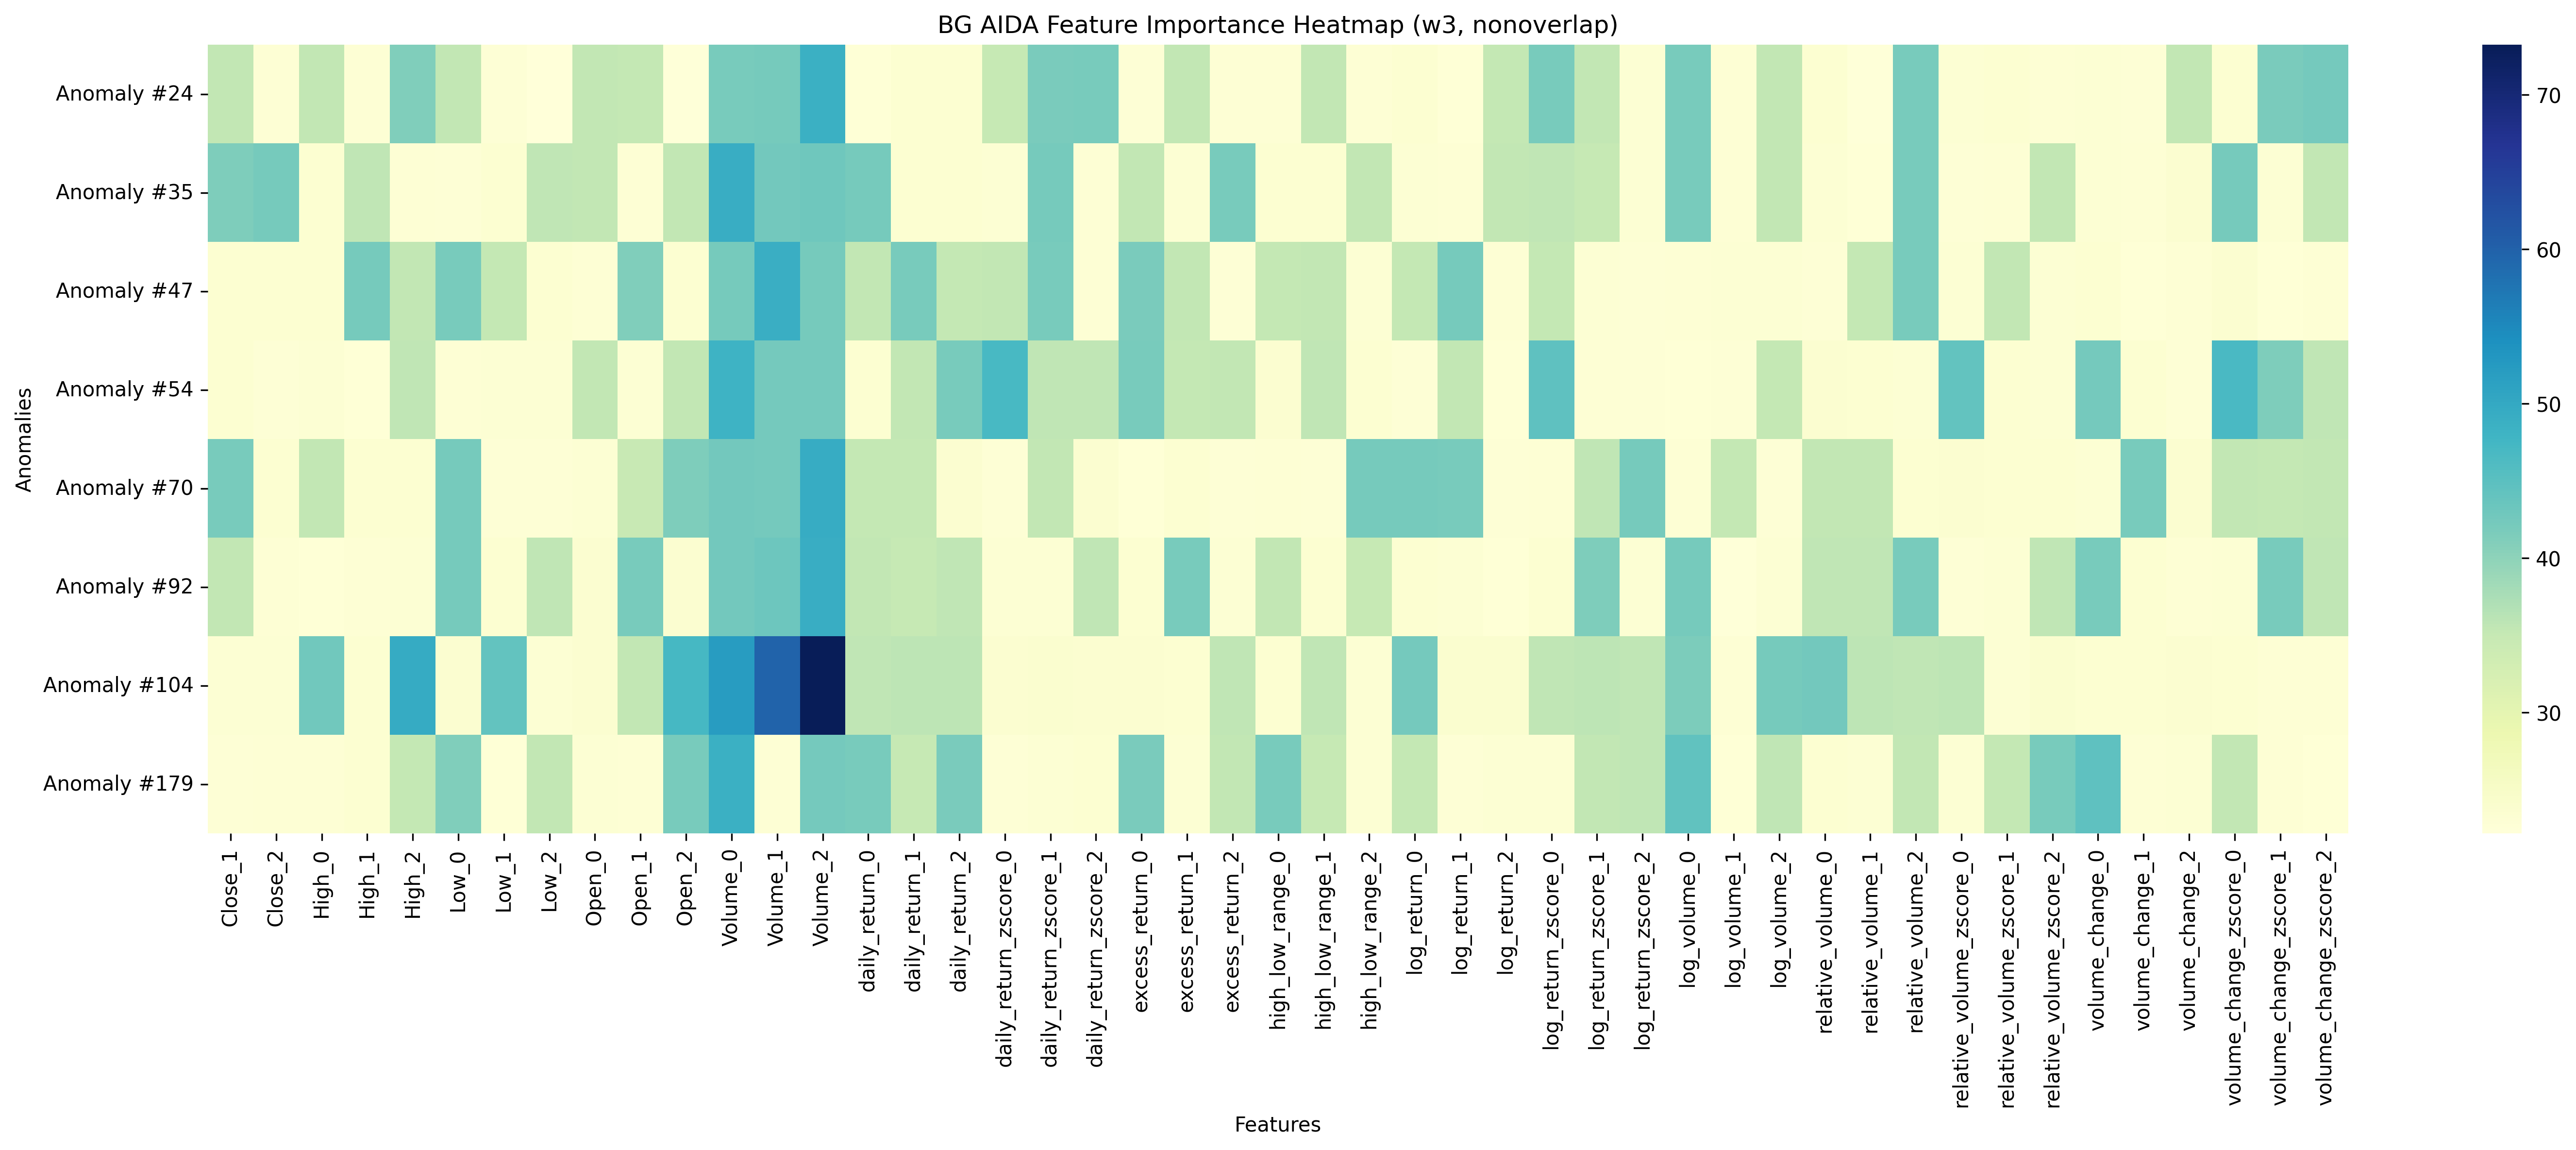 BG AIDA Feature Importance Heatmap (w3, nonoverlap)
Anomalies
Anomaly #24
Anomaly #35
Anomaly #47
Anomaly #54
Anomaly #70
Anomaly #92
Anomaly #104
Anomaly #179
70
60
50
40
30
Close_1
Close_2
High_0
High_1
High_2
Low_0
Low_1
Low_2
Open_0
Open_1
Open_2
Volume_0
Volume_1
Volume_2
daily_return_0
daily_return_1
daily_return_2
daily_return_zscore_0
daily_return_zscore_1
daily_return_zscore_2
excess_return_0
excess_return_1
excess_return_2
high_low_range_0
high_low_range_1
high_low_range_2
log_return_0
log_return_1
log_return_2
log_return_zscore_0
log_return_zscore_1
log_return_zscore_2
log_volume_0
log_volume_1
log_volume_2
relative_volume_0
relative_volume_1
relative_volume_2
relative_volume_zscore_0
relative_volume_zscore_1
relative_volume_zscore_2
volume_change_0
volume_change_1
volume_change_2
volume_change_zscore_0
volume_change_zscore_1
volume_change_zscore_2
Features